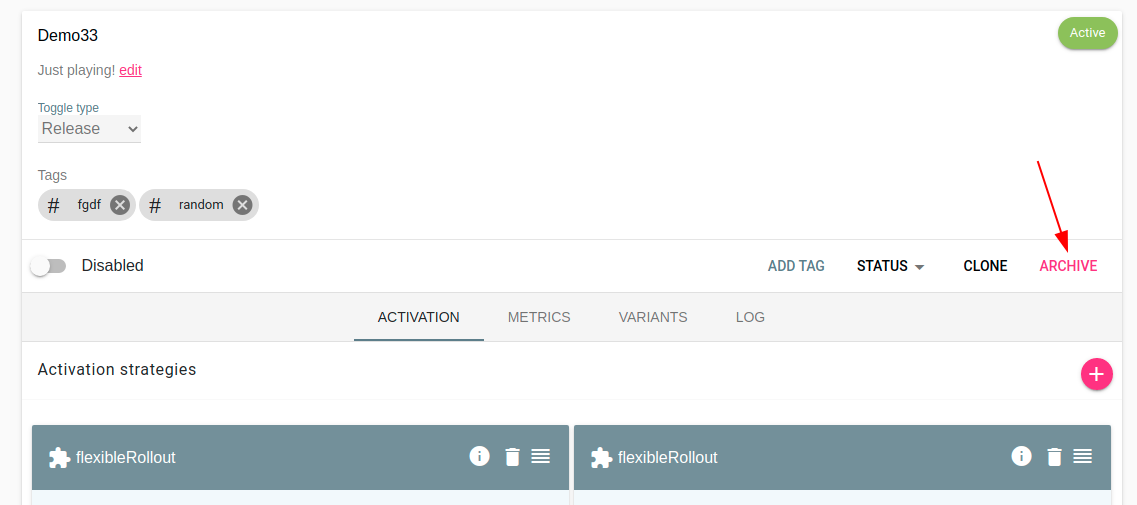 Demo33
Active
Just playing! edit
Toggle type
Release
Tags
# fgdf # random
Disabled
ADD TAG STATUS CLONE ARCHIVE
ACTIVATION METRICS VARIANTS LOG
Activation strategies
flexibleRollout flexibleRollout